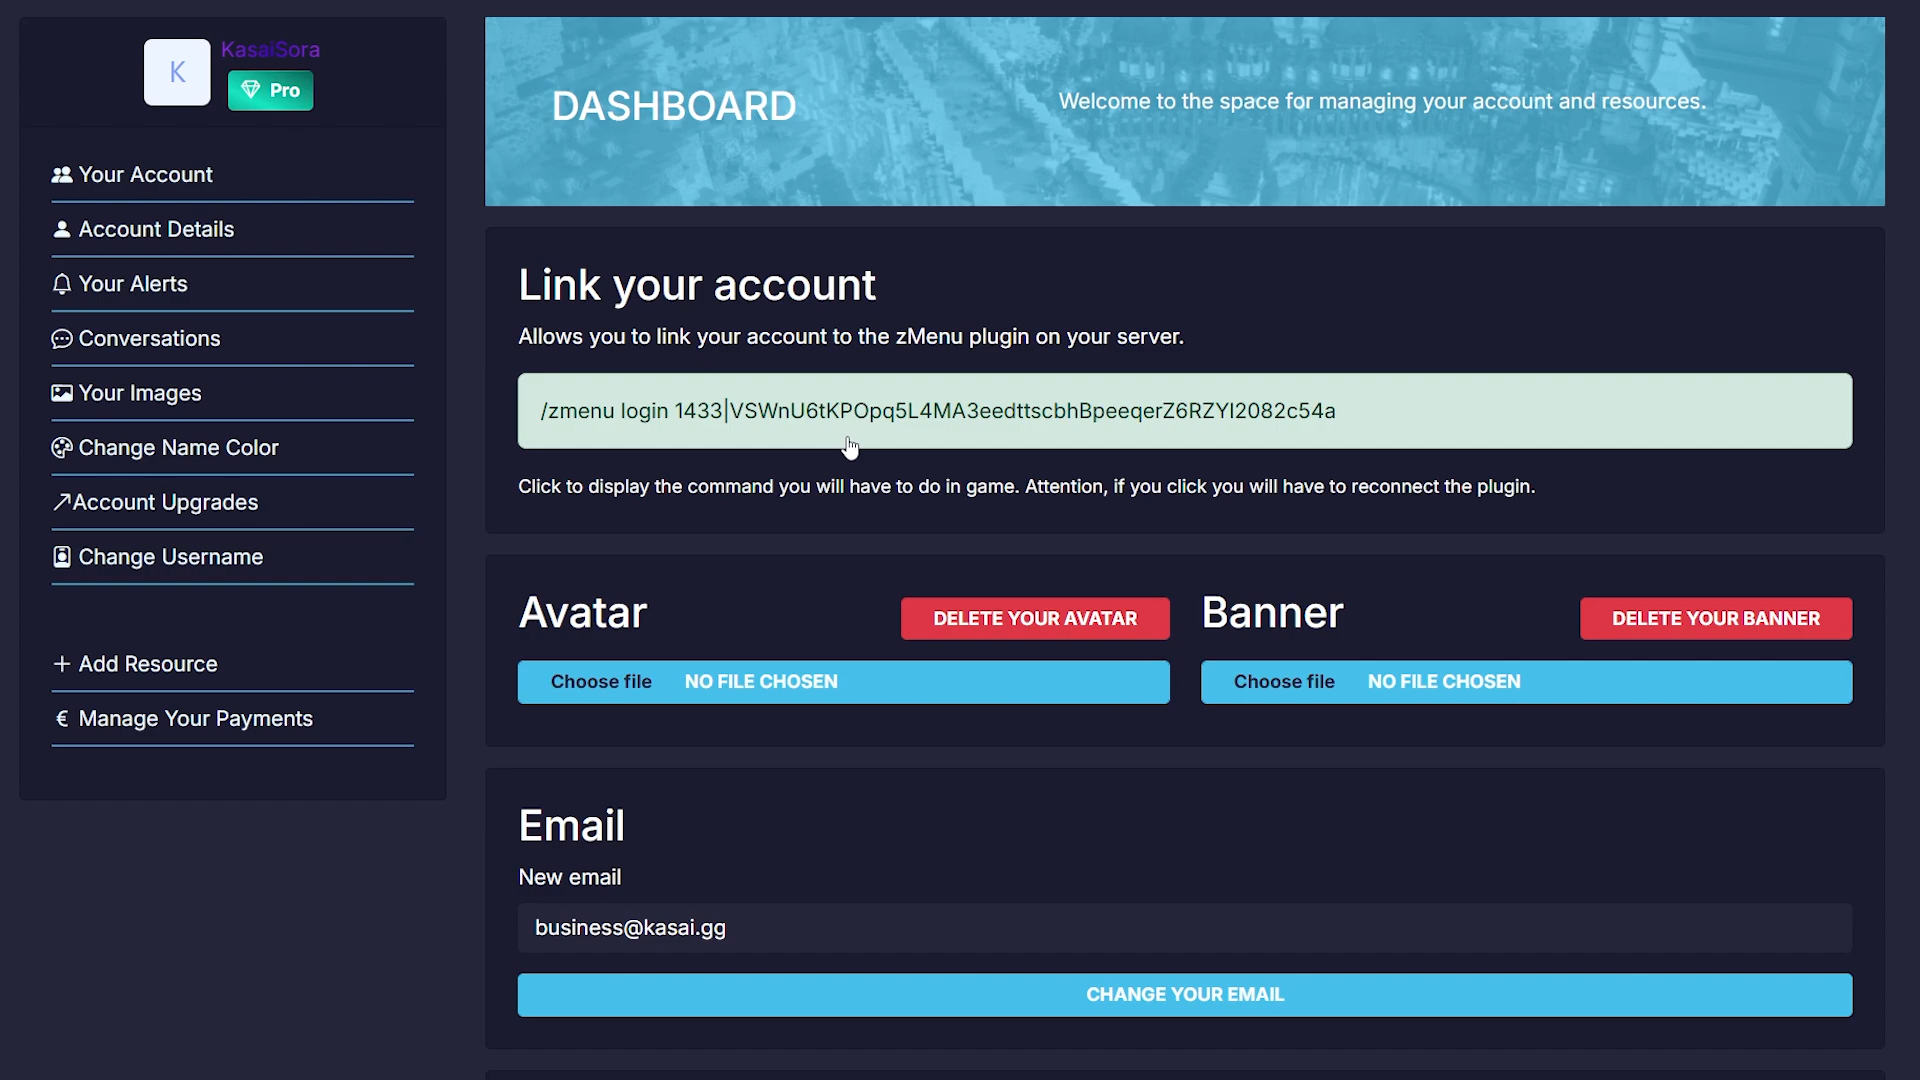 K
KasaiSora
Pro
Your Account
Account Details
Your Alerts
Conversations
Your Images
Change Name Color
Account Upgrades
Change Username
Add Resource
€ Manage Your Payments
DASHBOARD
Welcome to the space for managing your account and resources.
Link your account
Allows you to link your account to the zMenu plugin on your server.
/zmenu login 1433|VSWnU6tKPOpq5L4MA3eedttscbhBpeeqerZ6RZYI2082c54a
Click to display the command you will have to do in game. Attention, if you click you will have to reconnect the plugin.
Avatar
DELETE YOUR AVATAR
Choose file NO FILE CHOSEN
Banner
DELETE YOUR BANNER
Choose file NO FILE CHOSEN
Email
New email
business@kasai.gg
CHANGE YOUR EMAIL